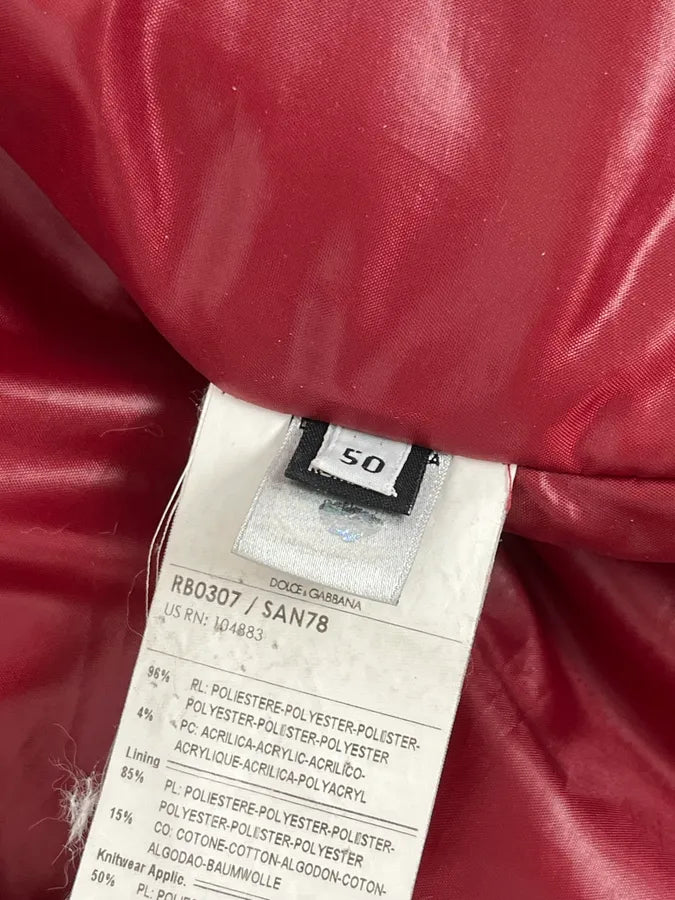 50
A
DOLCE & GABBANA
RB0307 / SAN78
US RN: 104883
96% RL: POLIESTERE-POLYESTER-POLIESTER-
POLYESTER-POLIESTER-POLYESTER
4% PC: ACRILICA-ACRYLIC-ACRILICO-
ACRYLIQUE-ACRILICA-POLYACRYL
Lining
85% PL: POLIESTERE-POLYESTER-POLIESTER-
POLYESTER-POLIESTER-POLYESTER
15% CO: COTONE-COTTON-ALGODON-COTON-
ALGODAO-BAUMWOLLE
Knitwear Applic.
50%